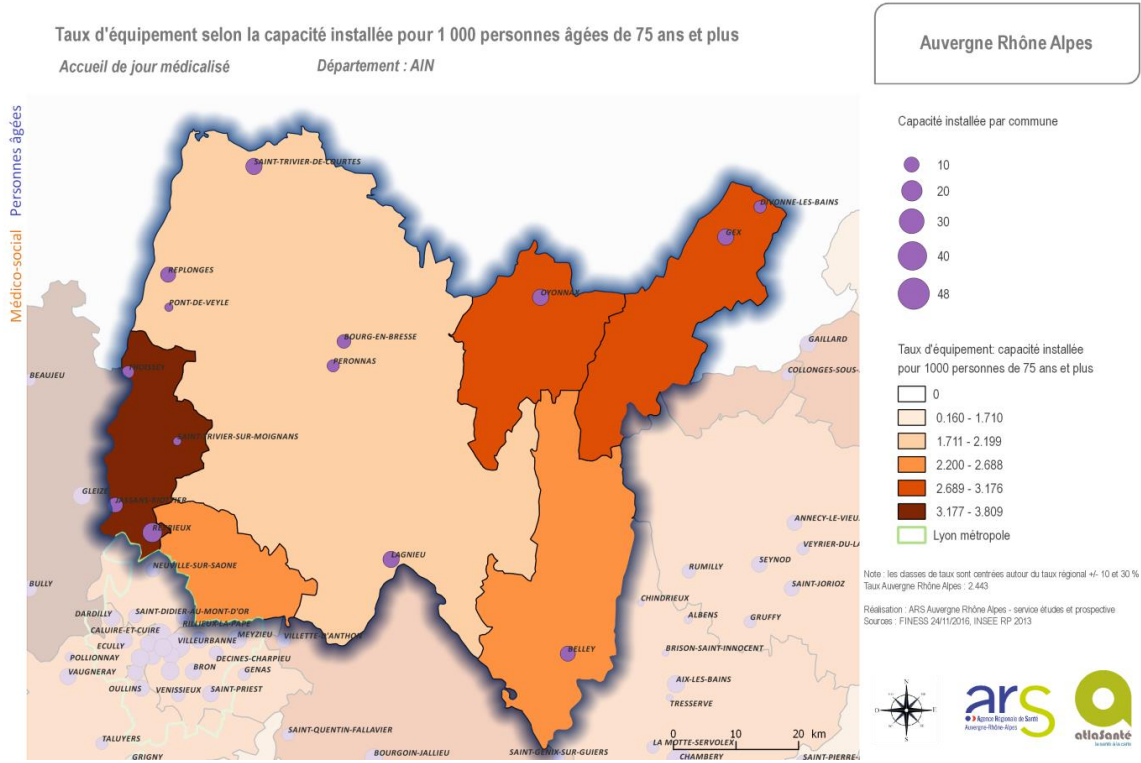 Taux d'équipement selon la capacité installée pour 1 000 personnes âgées de 75 ans et plus
Accueil de jour médicalisé
Département : AIN
Auvergne Rhône Alpes
Médico-social Personnes âgées
Capacité installée par commune
10
20
30
40
48
Taux d'équipement: capacité installée
pour 1000 personnes de 75 ans et plus
0
0.160 - 1.710
1.711 - 2.199
2.200 - 2.688
2.689 - 3.176
3.177 - 3.809
Lyon métropole
Note : les classes de taux sont centrées autour du taux régional +/- 10 et 30 %
Taux Auvergne Rhône Alpes : 2,443
Réalisation : ARS Auvergne Rhône Alpes - service études et prospective
Sources : FINESS 24/11/2016, INSEE RP 2013
N
O
E
S
ars
Agence Régionale de Santé
Auvergne-Rhône-Alpes
a
atlaSanté
la santé à la carte
SAINT-TRIVIER-DE-COURTES
DIVONNE-LES-BAINS
GEX
REPLONGES
OYONNAX
PONT-DE-VEYLE
BOURG-EN-BRESSE
GAILLARD
PERONNAS
BEAUJEU
COLLONGES-SOUS-
SAINT-TRIVIER-SUR-MOIGNANS
GLEIZE
JASSANS-RIOTTIER
ANNECY-LE-VIEU
REYRIEUX
VEYRIER-DU-LA
LAGNIEU
NEUVILLE-SUR-SAONE
RUMILLY
SEYNOD
BULLY
SAINT-JORIOZ
CHINDRIEUX
DARDILLY
SAINT-DIDIER-AU-MONT-D'OR
ALBENS
GRUFFY
RILLIEUX-LA-PAPE
CALUIRE-ET-CUIRE
MEYZIEU
VILLETTE-D'ANTHON
ECULLY
VILLEURBANNE
BELLEY
BRISON-SAINT-INNOCENT
POLLIONNAY
DECINES-CHARPIEU
VAUGNERAY
BRON
GENAS
AIX-LES-BAINS
OULLINS
VENISSIEUX
SAINT-PRIEST
TRESSERVE
SAINT-QUENTIN-FALLAVIER
TALUYERS
LA MOTTE-SERVOLEX
0 10 20 km
GRIGNY
BOURGOIN-JALLIEU
SAINT-GENIX-SUR-GUIERS
CHAMBERY
SAINT-PIERRE-